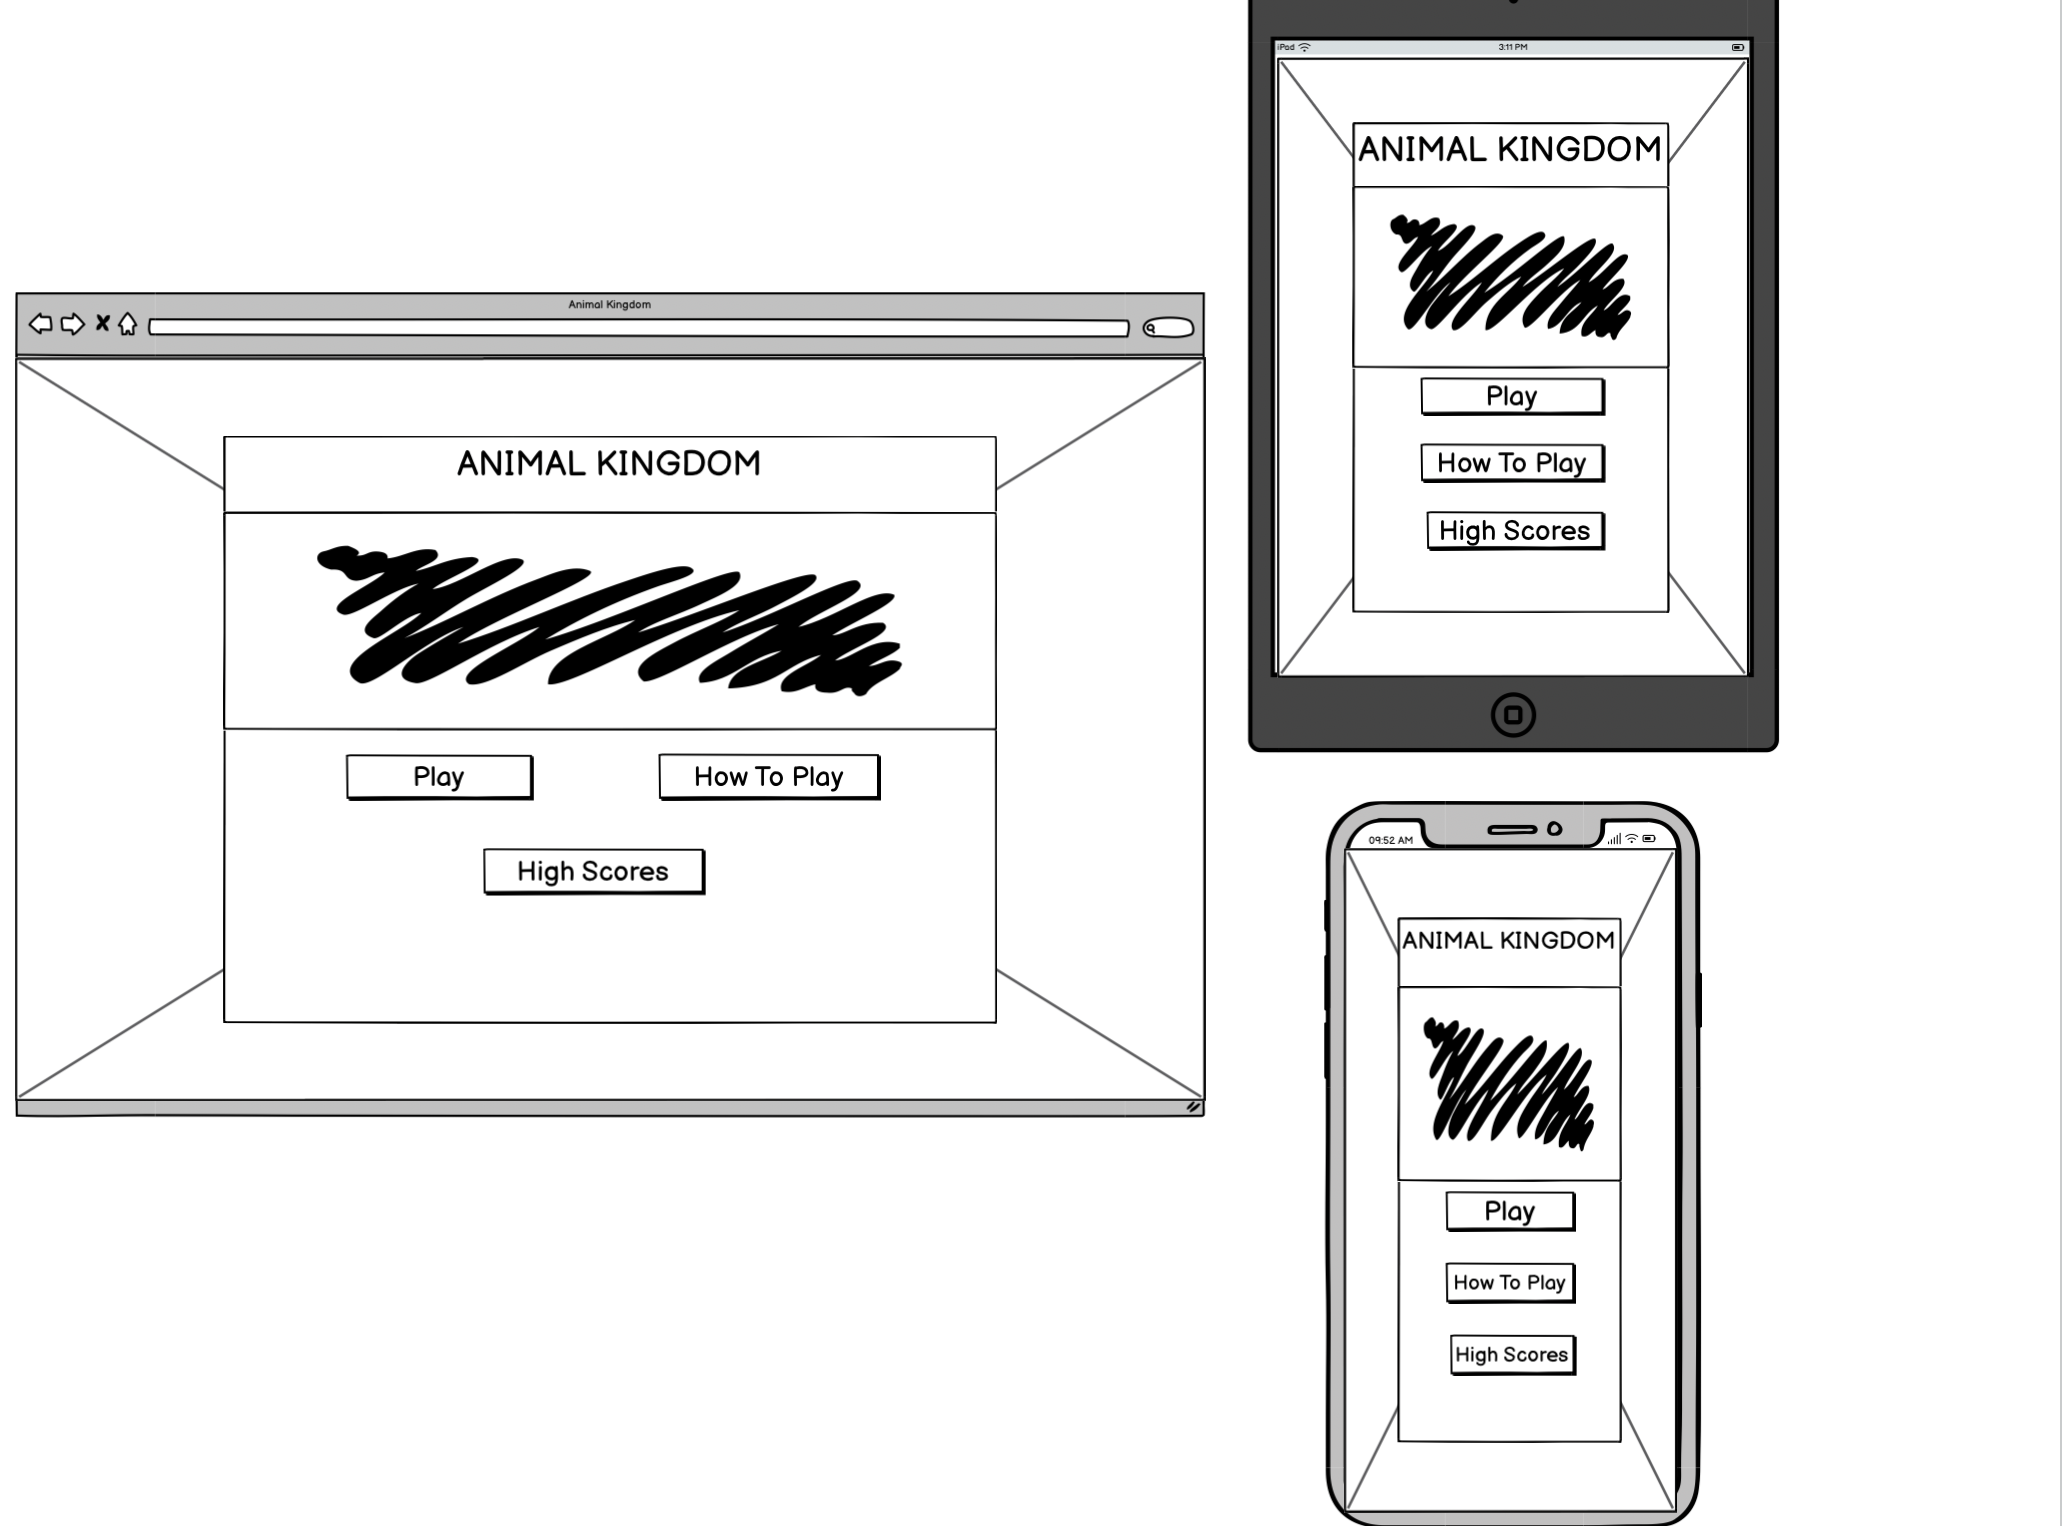 Animal Kingdom
ANIMAL KINGDOM
Play
How To Play
High Scores
iPod
3:11 PM
ANIMAL KINGDOM
Play
How To Play
High Scores
09:52 AM
ANIMAL KINGDOM
Play
How To Play
High Scores